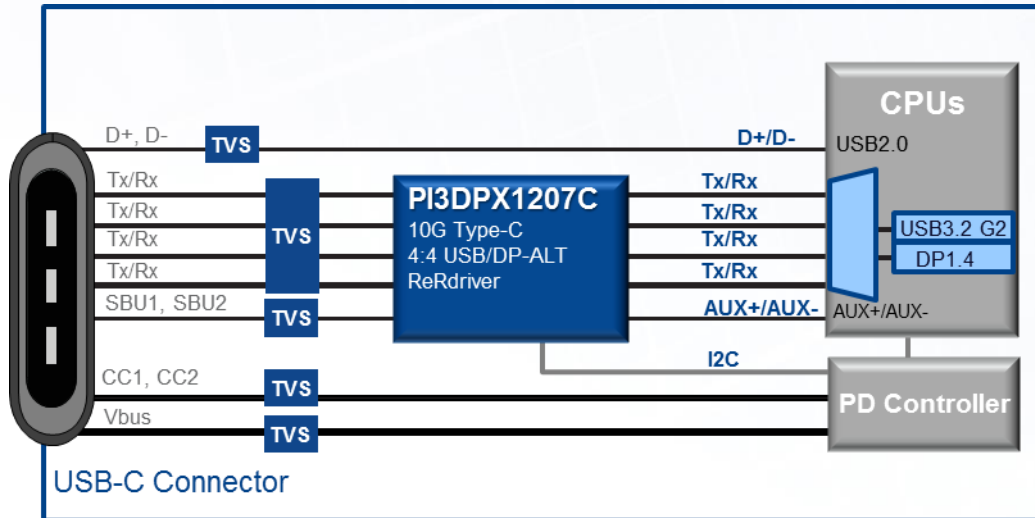 CPUs
D+, D-
TVS
D+/D-
USB2.0
Tx/Rx
Tx/Rx
Tx/Rx
Tx/Rx
TVS
PI3DPX1207C
10G Type-C
4:4 USB/DP-ALT
ReRdriver
Tx/Rx
Tx/Rx
Tx/Rx
Tx/Rx
USB3.2 G2
DP1.4
SBU1, SBU2
TVS
AUX+/AUX-
AUX+/AUX-
I2C
CC1, CC2
TVS
PD Controller
Vbus
TVS
USB-C Connector